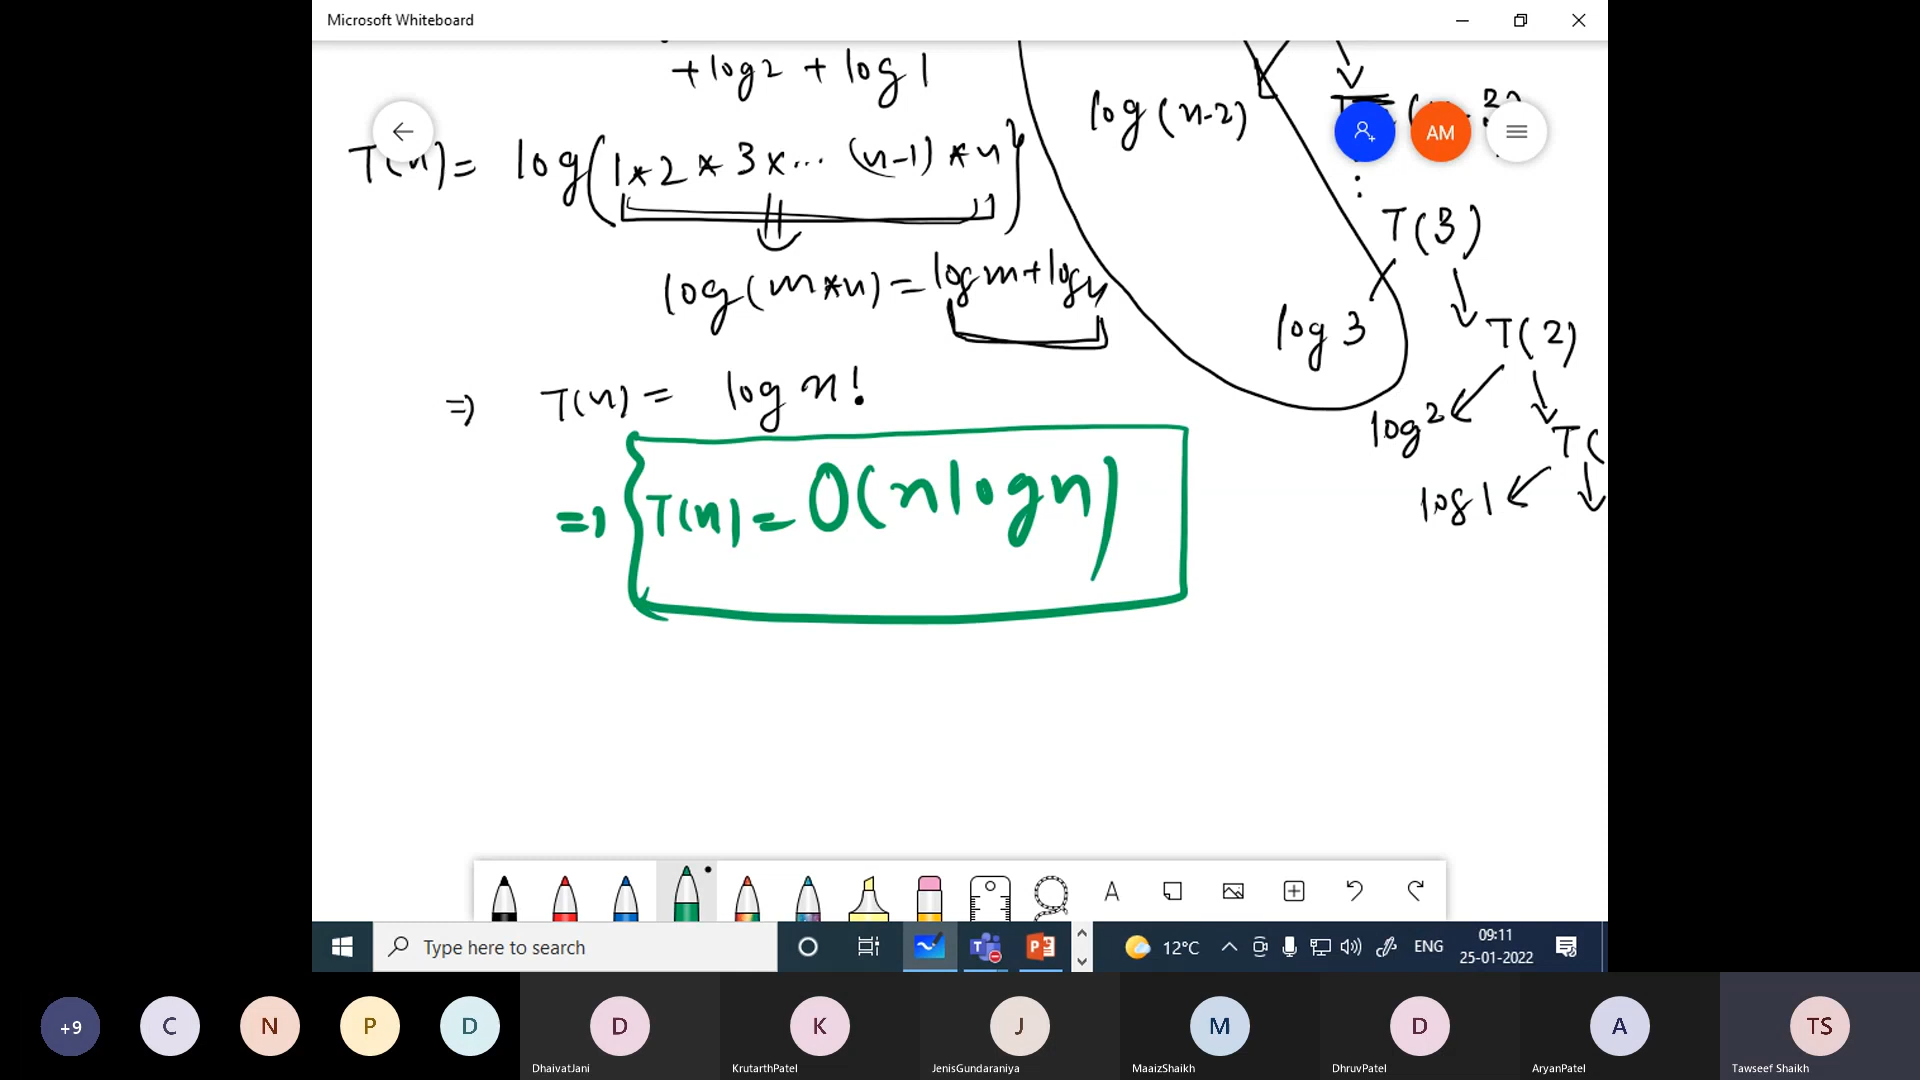 Microsoft Whiteboard
+ log 2 + log 1
T(n) = log(1*2*3x... (n-1)*n)
log(m*n) = log m + log n
=> T(n) = log n!
=> T(n) = O(n log n)
log(n-2)
T(3)
log 3
T(2)
log 2
T(
log 1
AM
Type here to search
12°C
ENG
09:11
25-01-2022
+9
C
N
P
D
D
DhaivatJani
K
KrutarthPatel
J
JenisGundaraniya
M
MaaizShaikh
D
DhruvPatel
A
AryanPatel
TS
Tawseef Shaikh